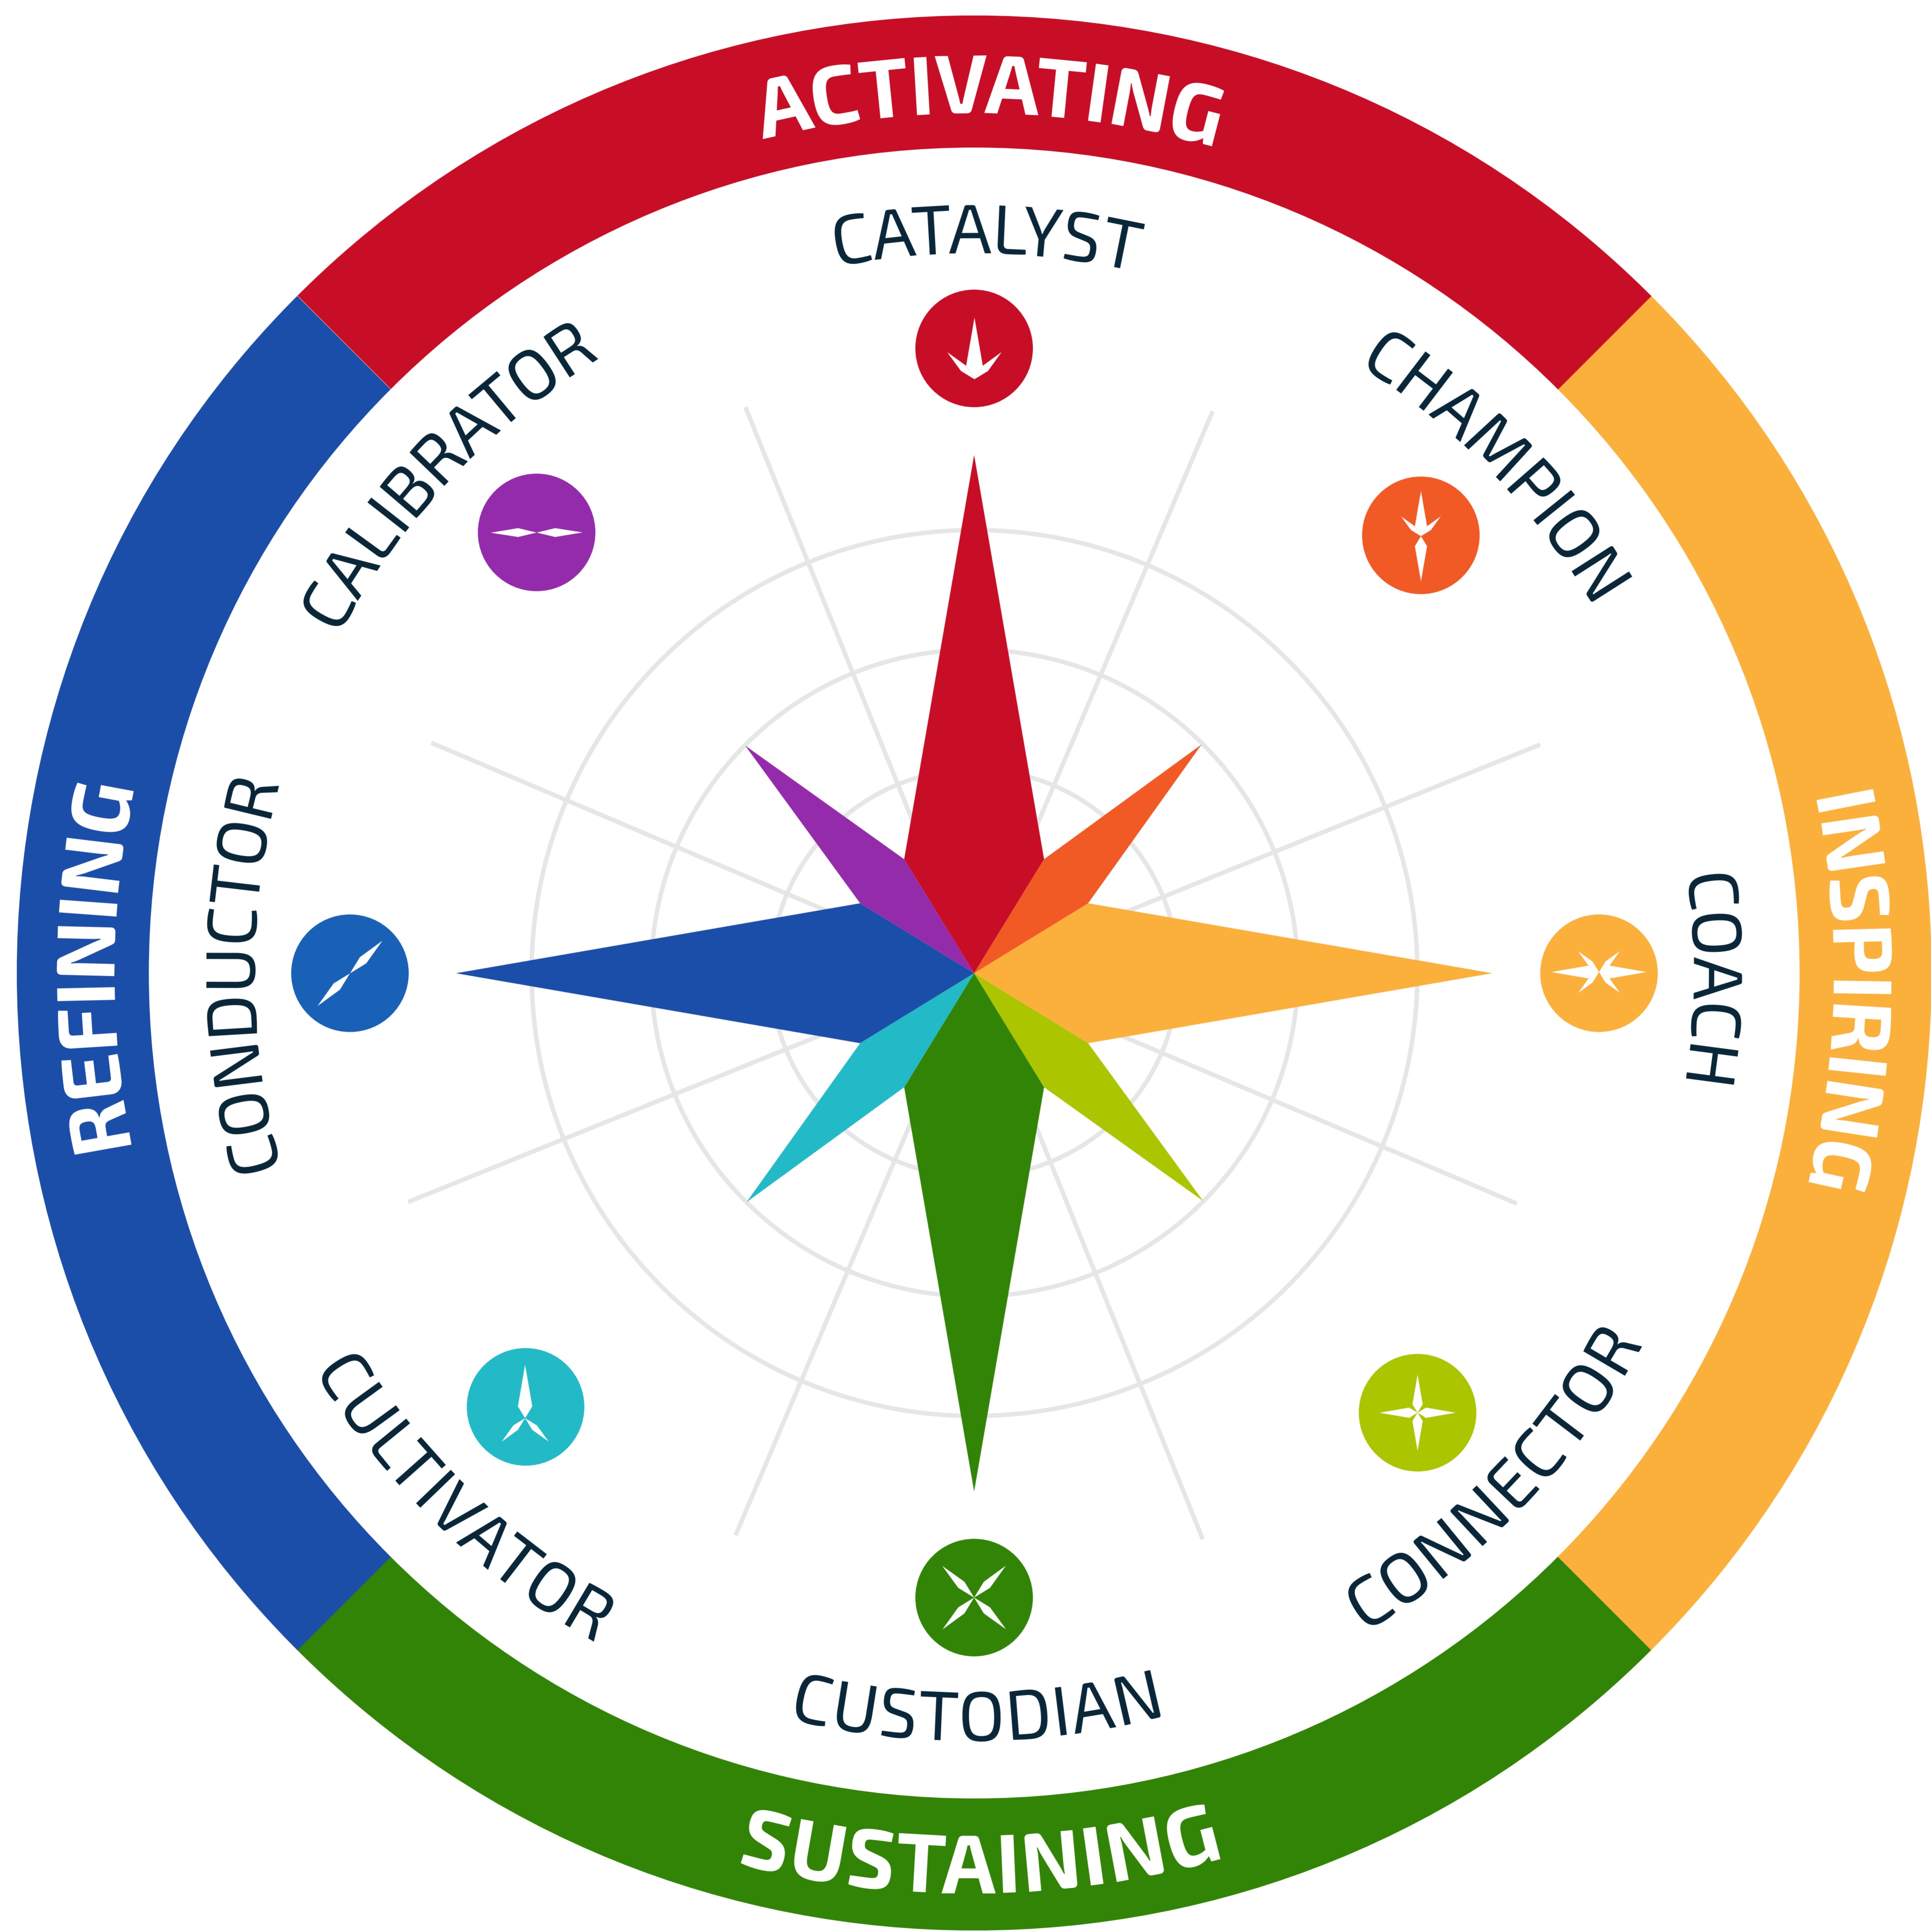 ACTIVATING
CATALYST
CALIBRATOR
CHAMPION
REFINING
CONDUCTOR
COACH
INSPIRING
CULTIVATOR
CONNECTOR
CUSTODIAN
SUSTAINING